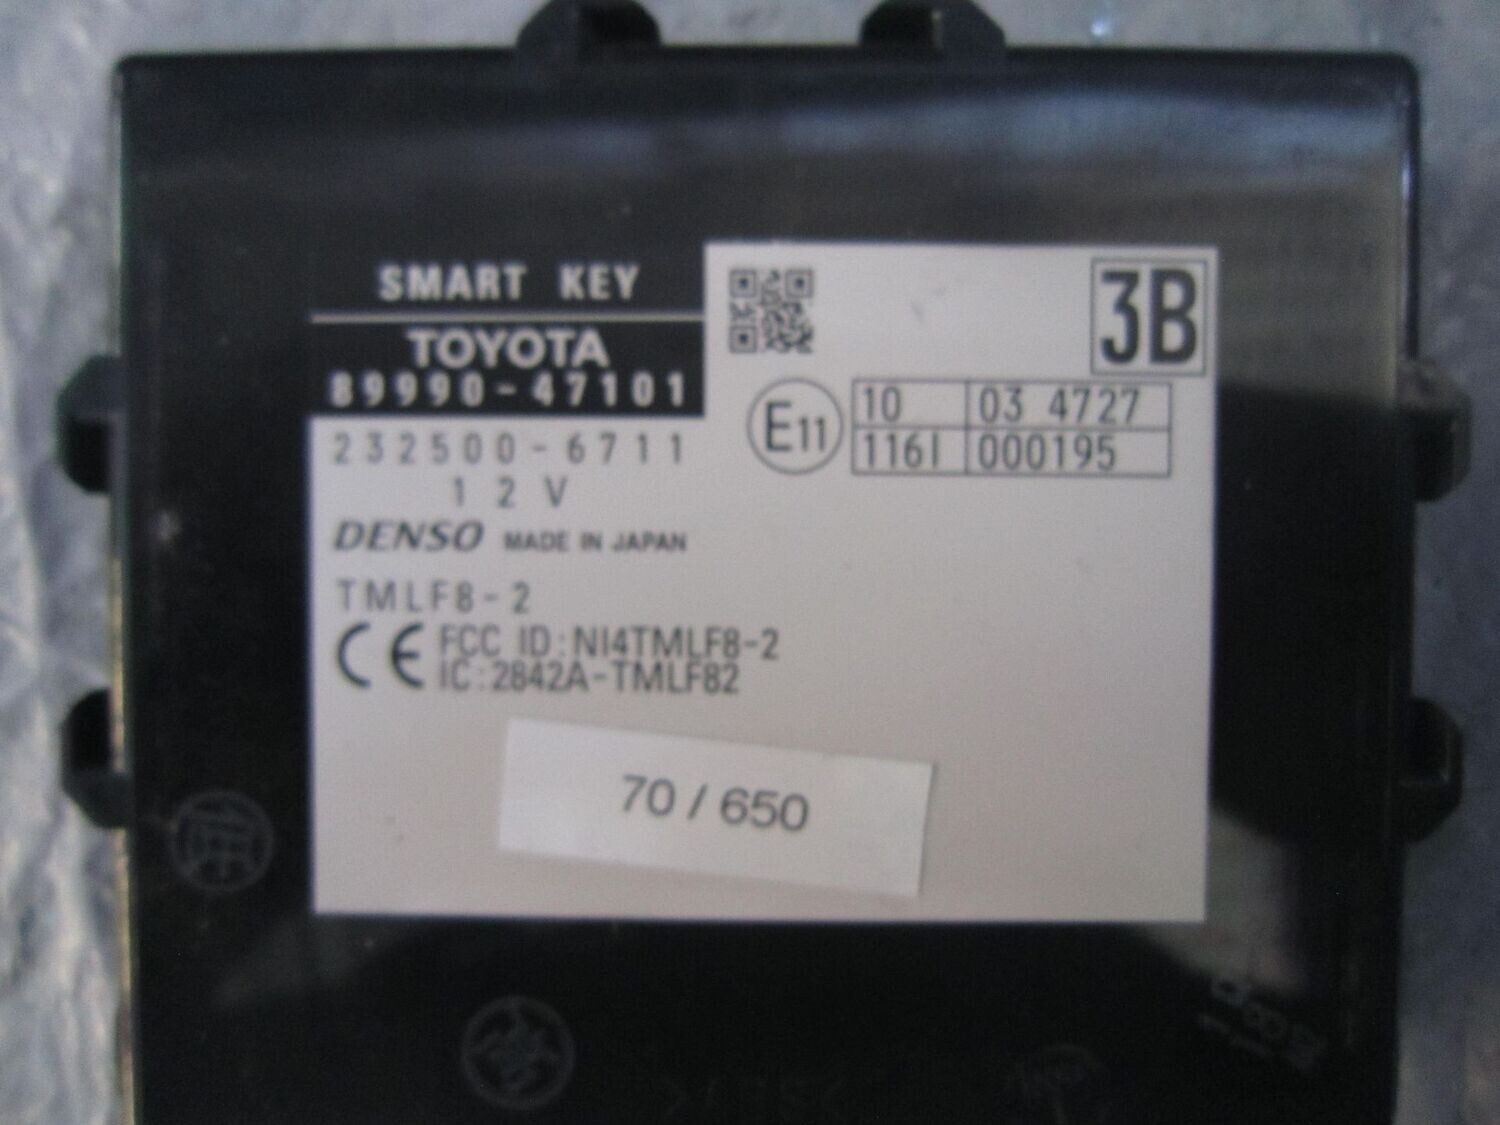 SMART KEY
TOYOTA
89990-47101
3B
232500-6711
12V
E11
10 03 4727
116I 000195
DENSO MADE IN JAPAN
TMLF8-2
CE FCC ID:NI4TMLF8-2
IC:2842A-TMLF82
70 / 650